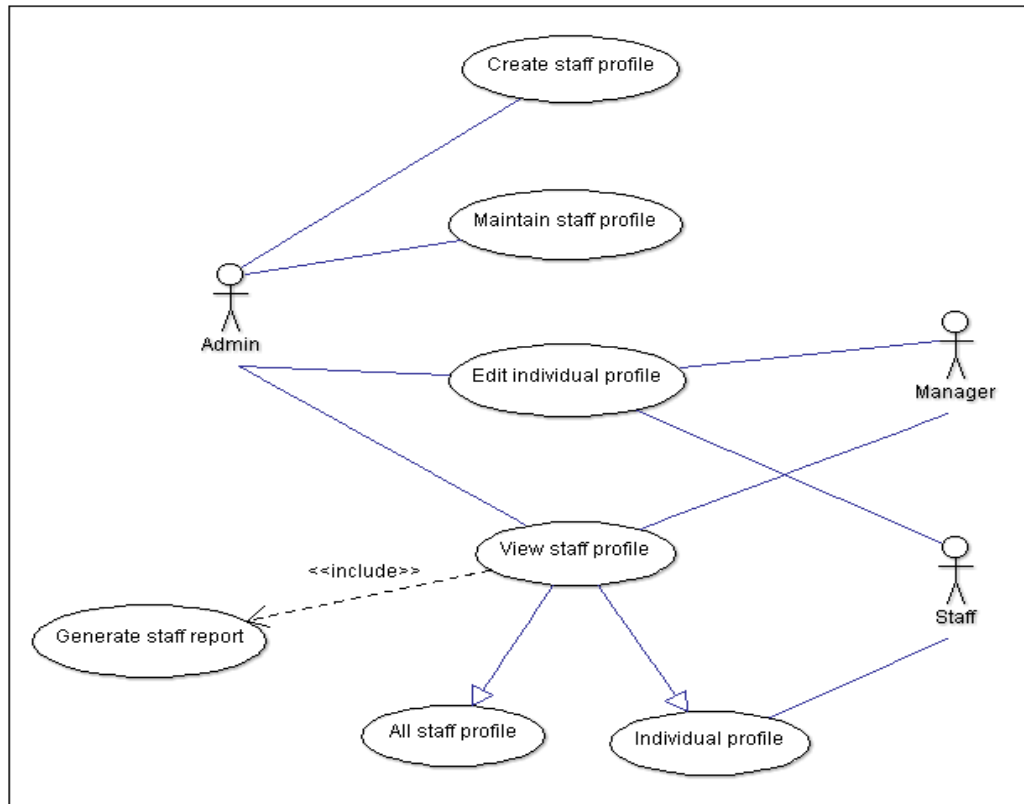 Create staff profile
Maintain staff profile
Admin
Edit individual profile
Manager
View staff profile
<<include>>
Staff
Generate staff report
All staff profile
Individual profile